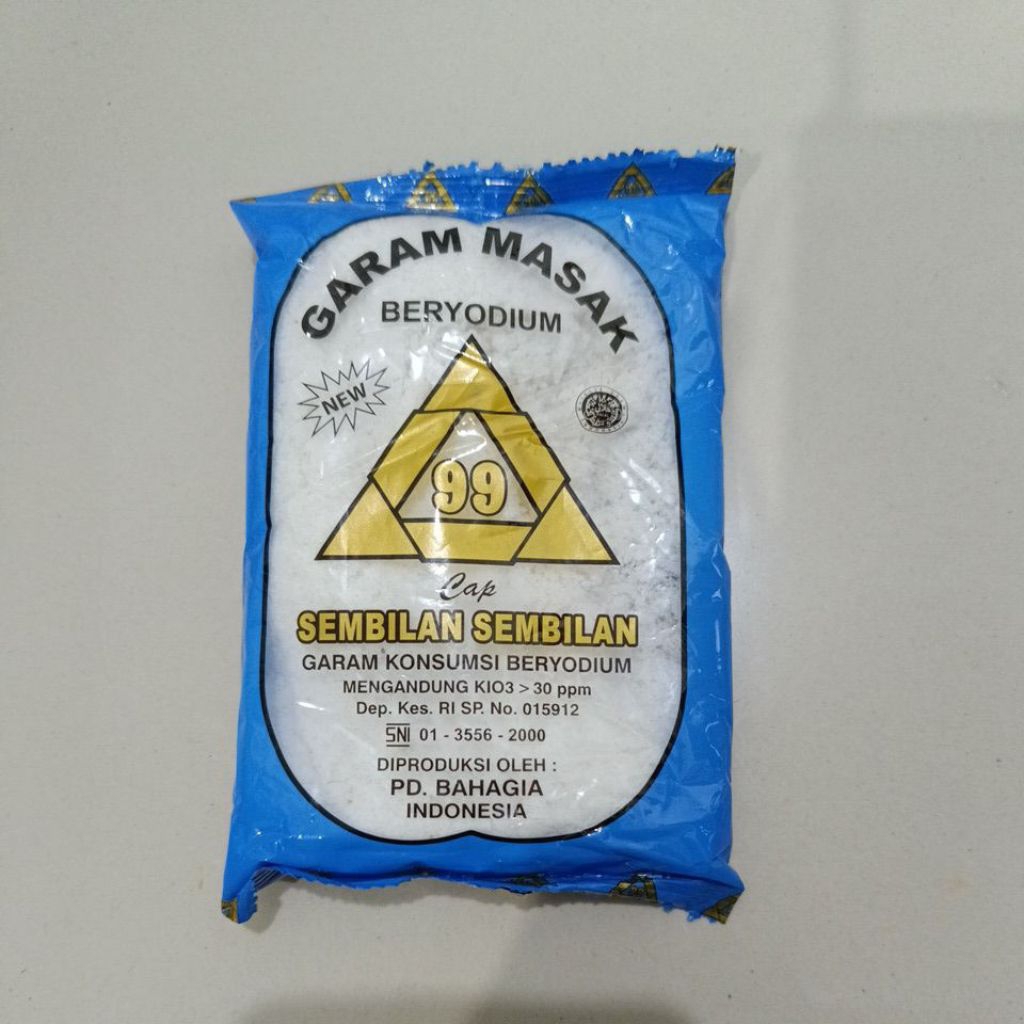 GARAM MASAK
BERYODIUM
NEW
99
Cap
SEMBILAN SEMBILAN
GARAM KONSUMSI BERYODIUM
MENGANDUNG KIO3 > 30 ppm
Dep. Kes. RI SP. No. 015912
SNI 01 - 3556 - 2000
DIPRODUKSI OLEH :
PD. BAHAGIA
INDONESIA